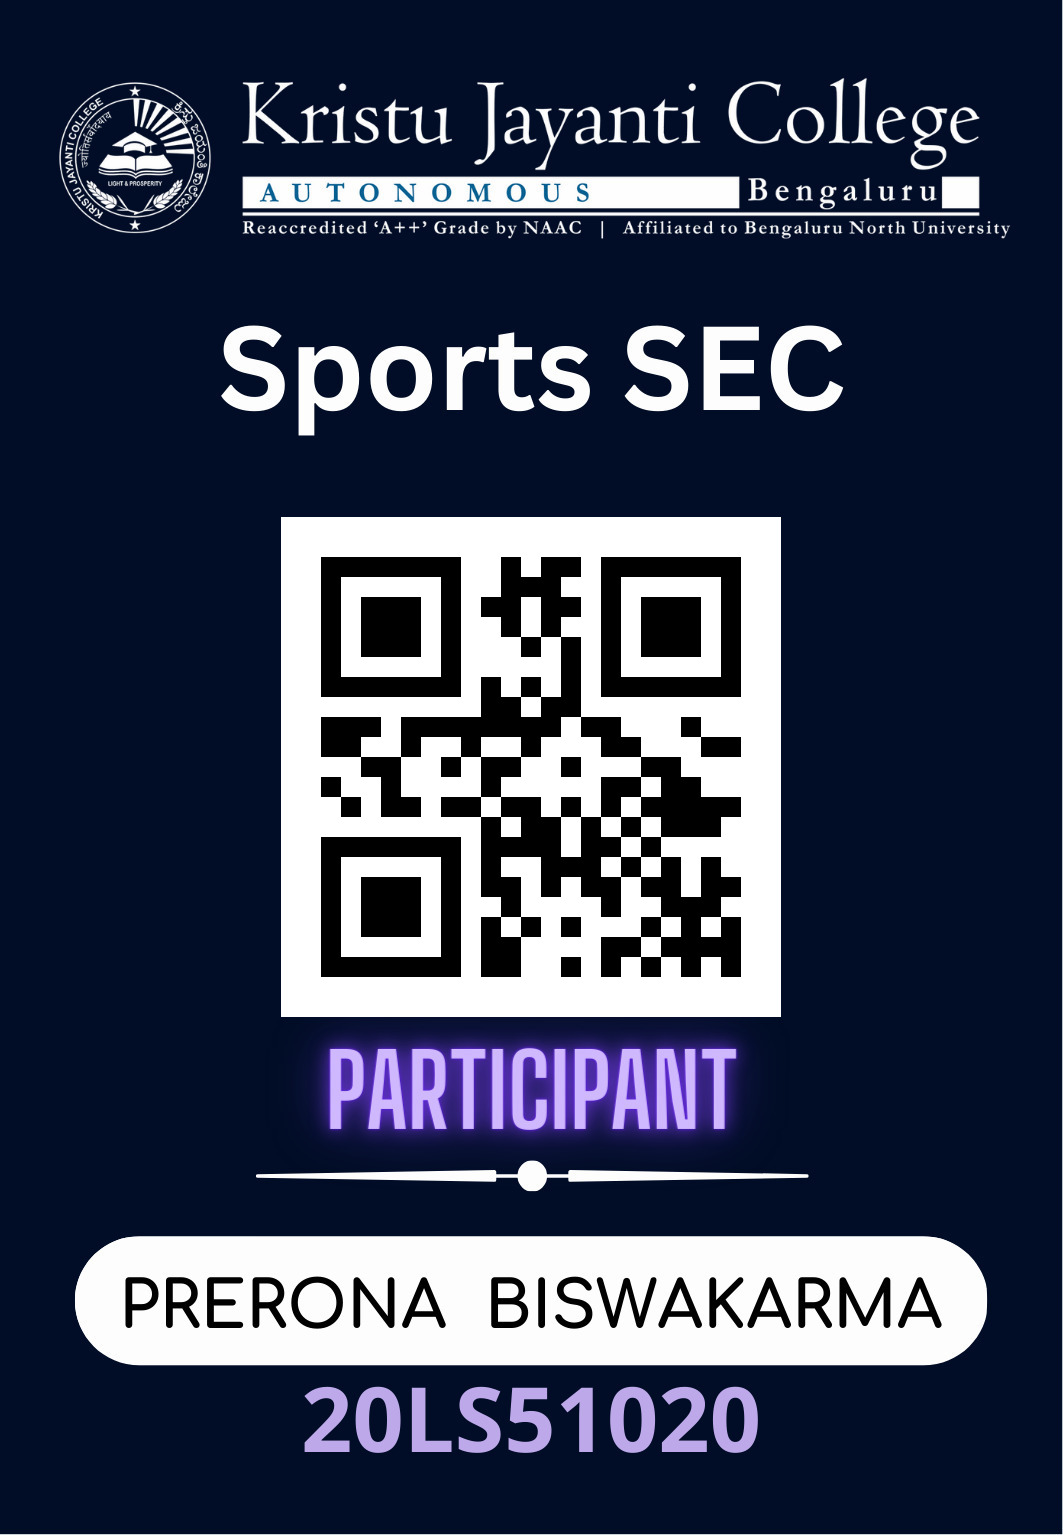 Kristu Jayanti College
AUTONOMOUS Bengaluru
Reaccredited ‘A++’ Grade by NAAC | Affiliated to Bengaluru North University
KRISTU JAYANTI COLLEGE
LIGHT & PROSPERITY
Sports SEC
PARTICIPANT
PRERONA BISWAKARMA
20LS51020